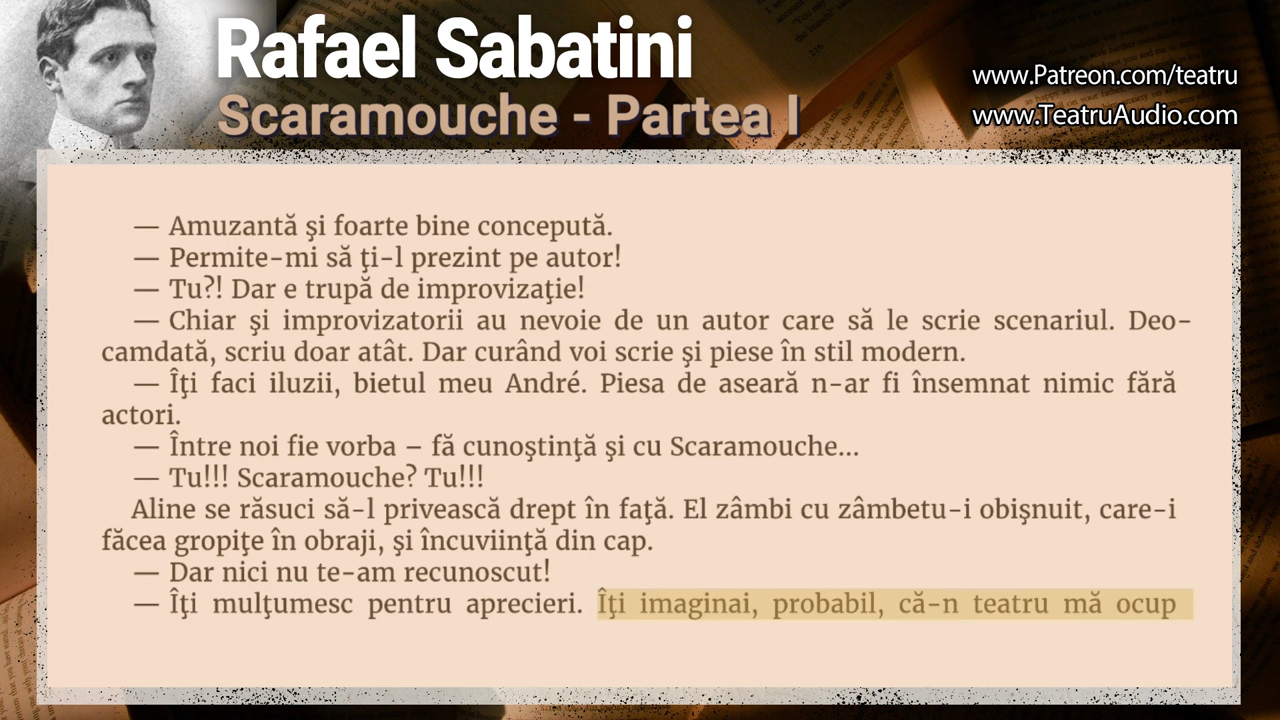 Rafael Sabatini
Scaramouche - Partea I
www.Patreon.com/teatru
www.TeatruAudio.com
— Amuzantă şi foarte bine concepută.
— Permite-mi să ţi-l prezint pe autor!
— Tu?! Dar e trupă de improvizaţie!
— Chiar şi improvizatorii au nevoie de un autor care să le scrie scenariul. Deo-
camdată, scriu doar atât. Dar curând voi scrie şi piese în stil modern.
— Îţi faci iluzii, bietul meu André. Piesa de aseară n-ar fi însemnat nimic fără
actori.
— Între noi fie vorba – fă cunoştinţă şi cu Scaramouche...
— Tu!!! Scaramouche? Tu!!!
Aline se răsuci să-l privească drept în faţă. El zâmbi cu zâmbetu-i obişnuit, care-i
făcea gropiţe în obraji, şi încuviinţă din cap.
— Dar nici nu te-am recunoscut!
— Îţi mulţumesc pentru aprecieri. Îţi imaginai, probabil, că-n teatru mă ocup